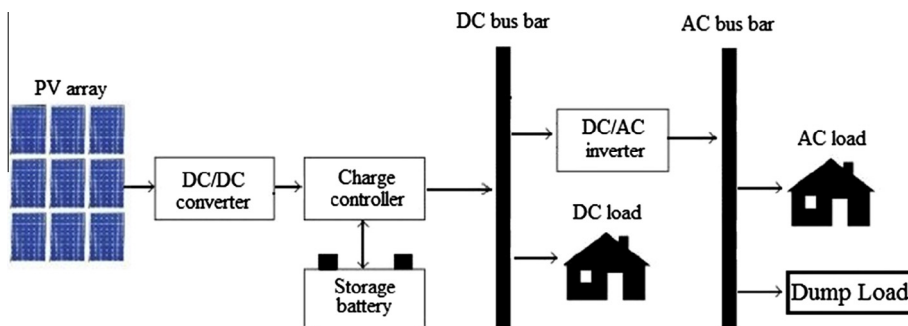 DC bus bar
AC bus bar
PV array
DC/DC
converter
Charge
controller
DC/AC
inverter
AC load
DC load
Storage
battery
Dump Load